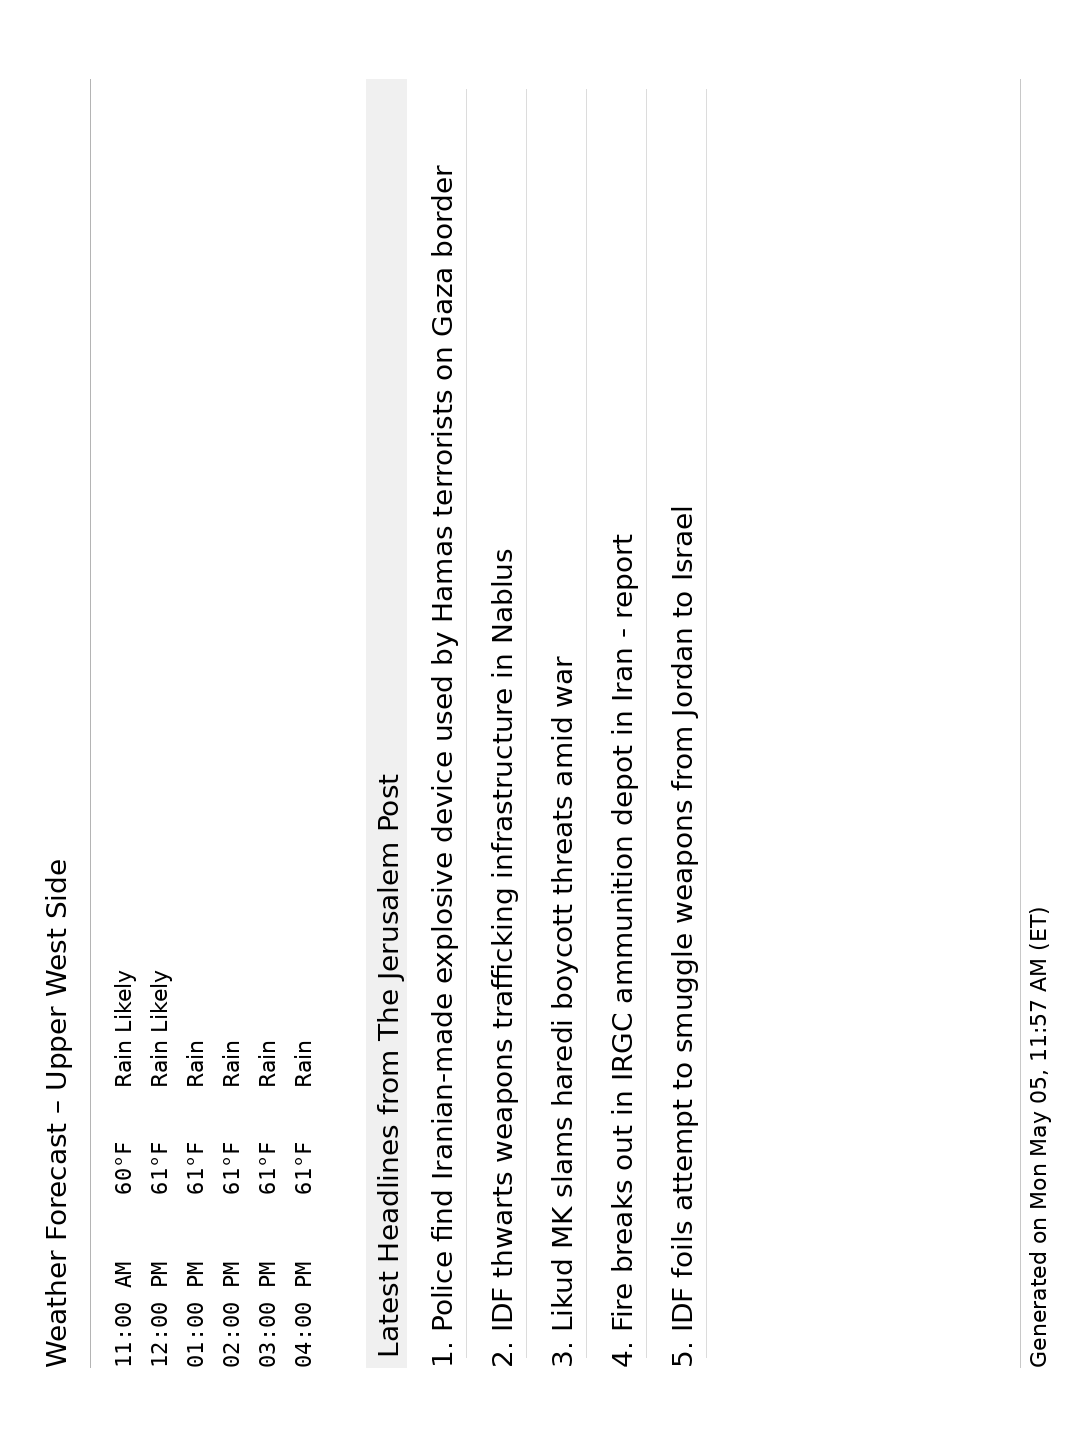 Weather Forecast – Upper West Side
11:00 AM 60°F Rain Likely
12:00 PM 61°F Rain Likely
01:00 PM 61°F Rain
02:00 PM 61°F Rain
03:00 PM 61°F Rain
04:00 PM 61°F Rain
Latest Headlines from The Jerusalem Post
1. Police find Iranian-made explosive device used by Hamas terrorists on Gaza border
2. IDF thwarts weapons trafficking infrastructure in Nablus
3. Likud MK slams haredi boycott threats amid war
4. Fire breaks out in IRGC ammunition depot in Iran - report
5. IDF foils attempt to smuggle weapons from Jordan to Israel
Generated on Mon May 05, 11:57 AM (ET)